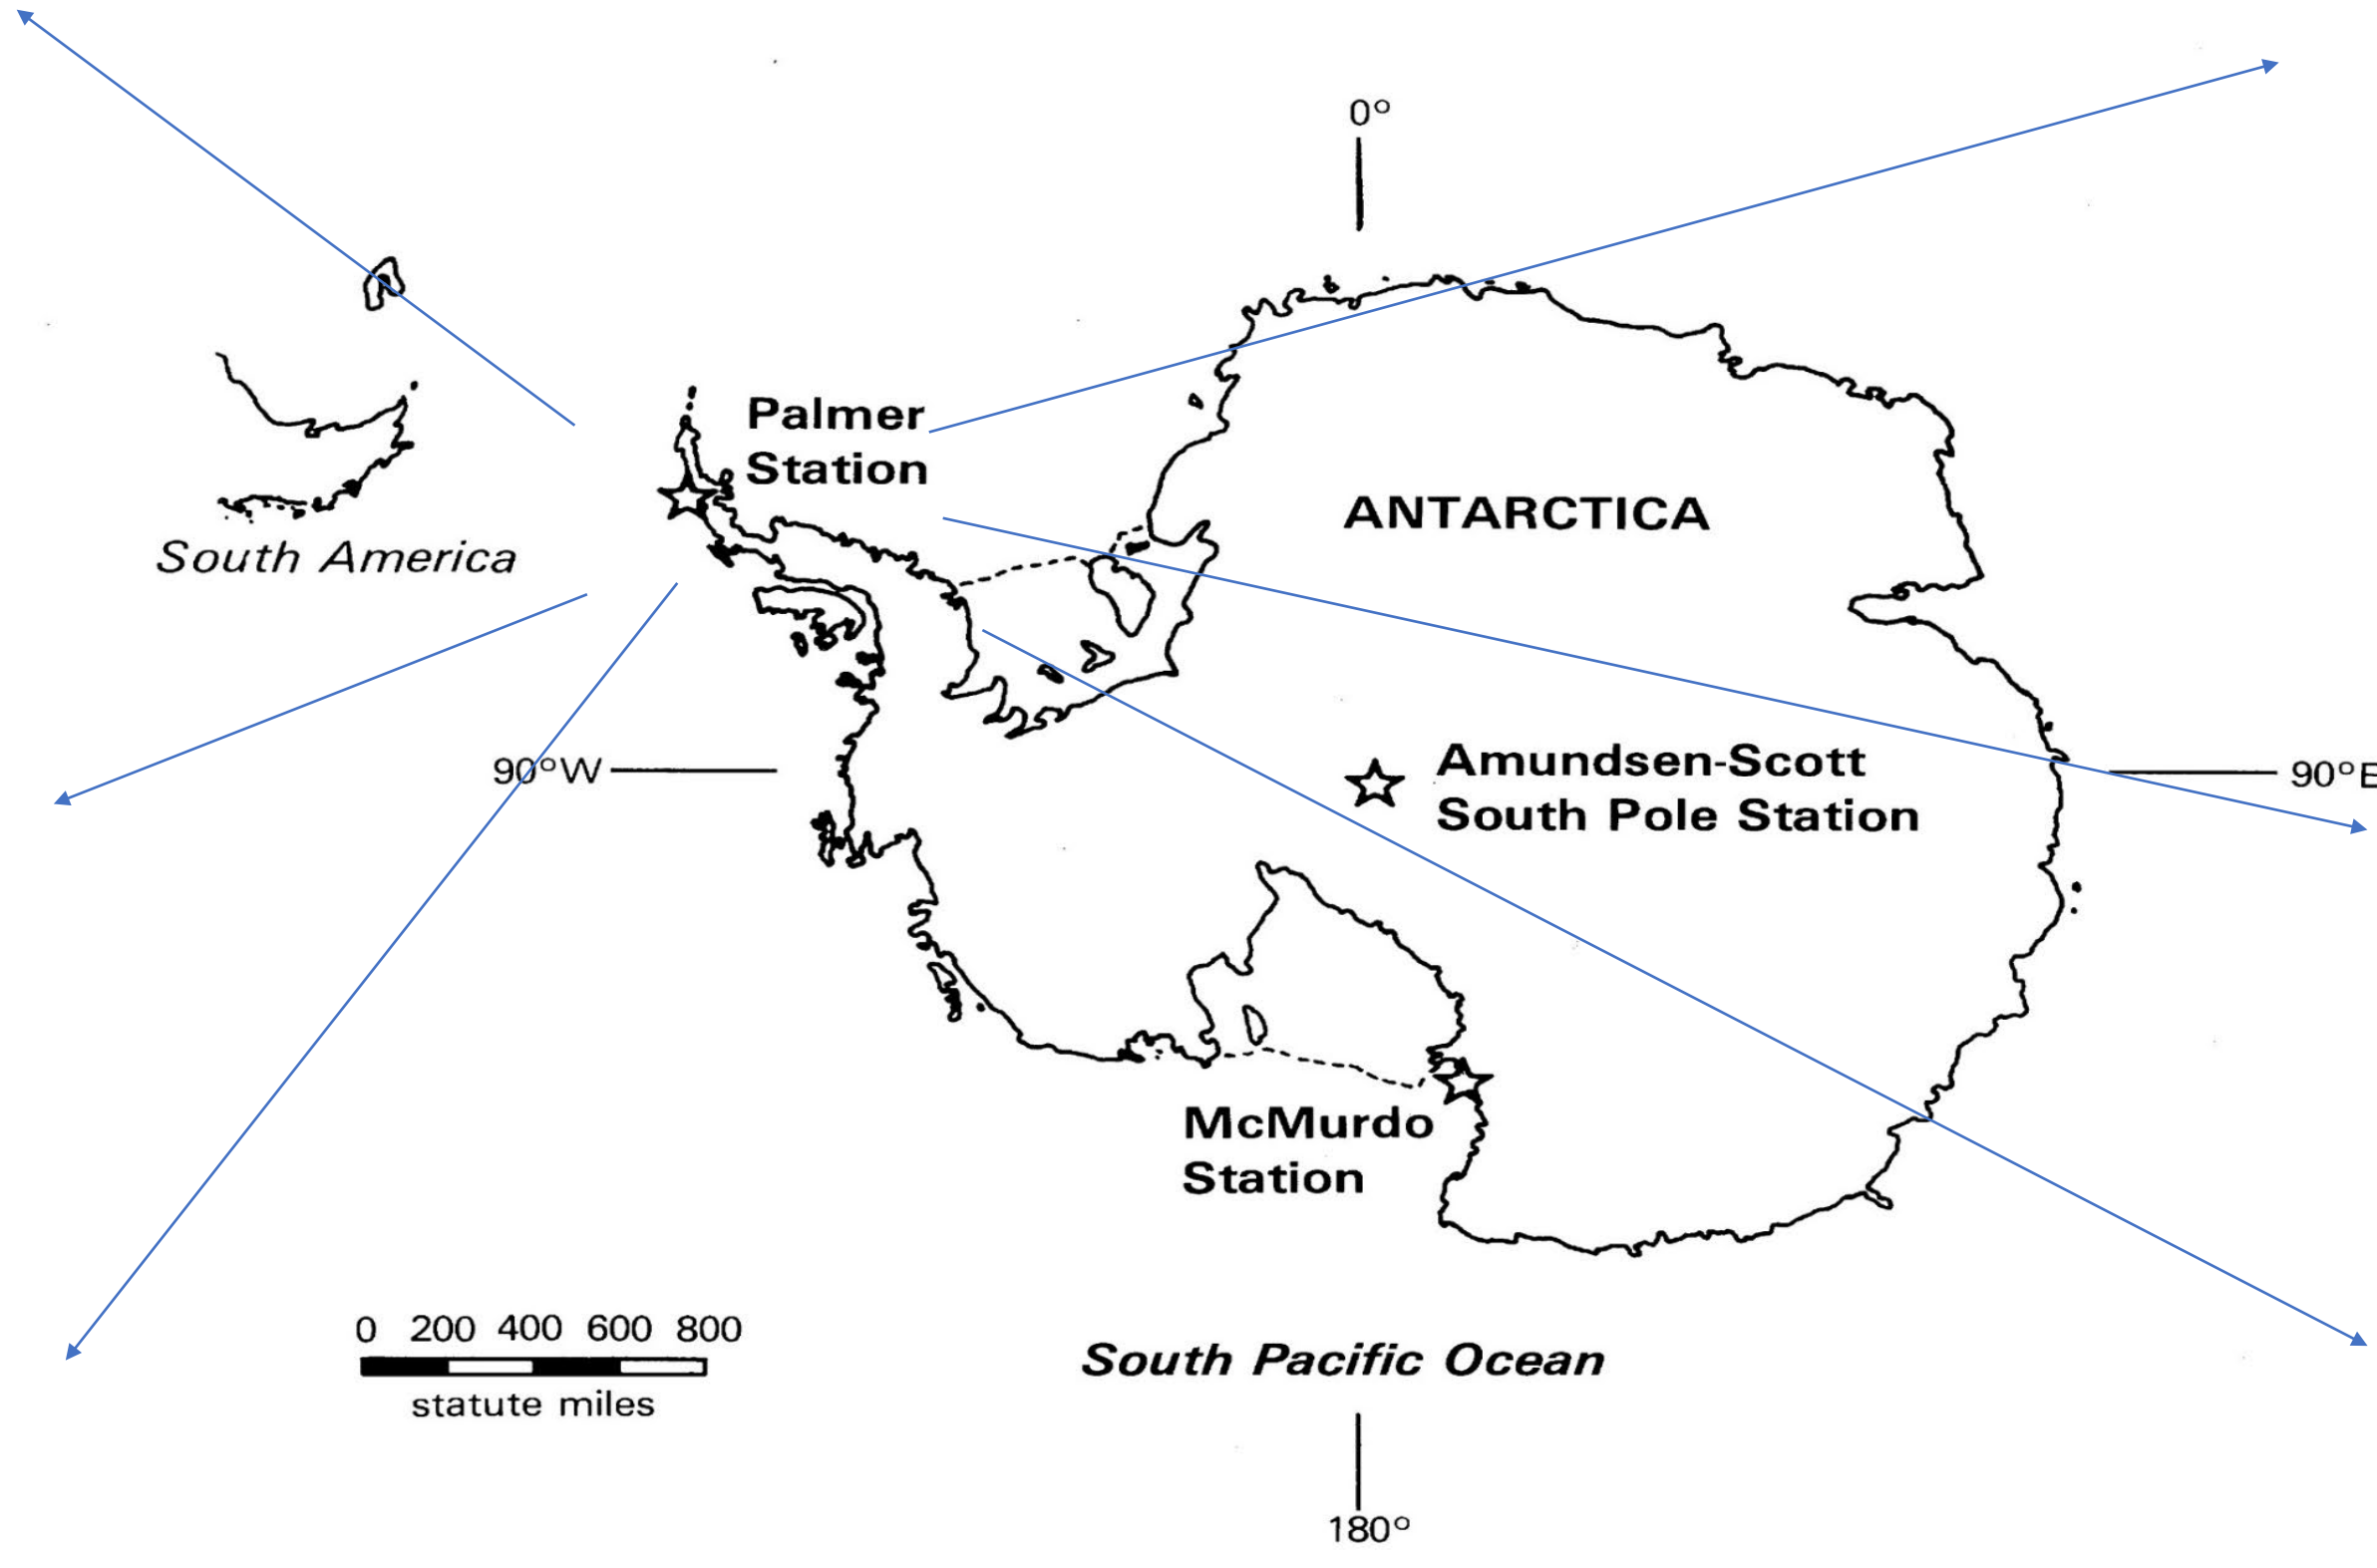 0°
Palmer
Station
ANTARCTICA
South America
90°W
Amundsen-Scott
South Pole Station
90°E
McMurdo
Station
0 200 400 600 800
statute miles
South Pacific Ocean
180°